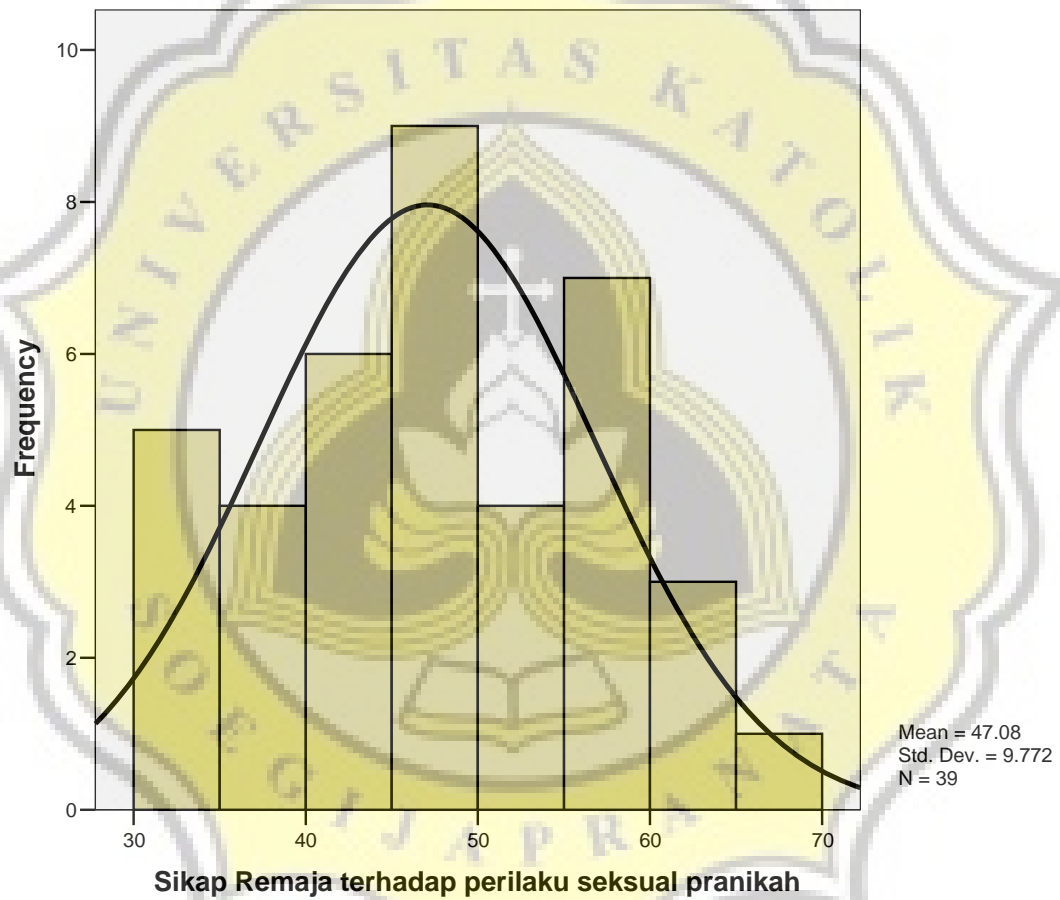 UNIVERSITAS KATOLIK
SOEGIJAPRANATA
Frequency
10
8
6
4
2
0
30 40 50 60 70
Sikap Remaja terhadap perilaku seksual pranikah
Mean = 47.08
Std. Dev. = 9.772
N = 39